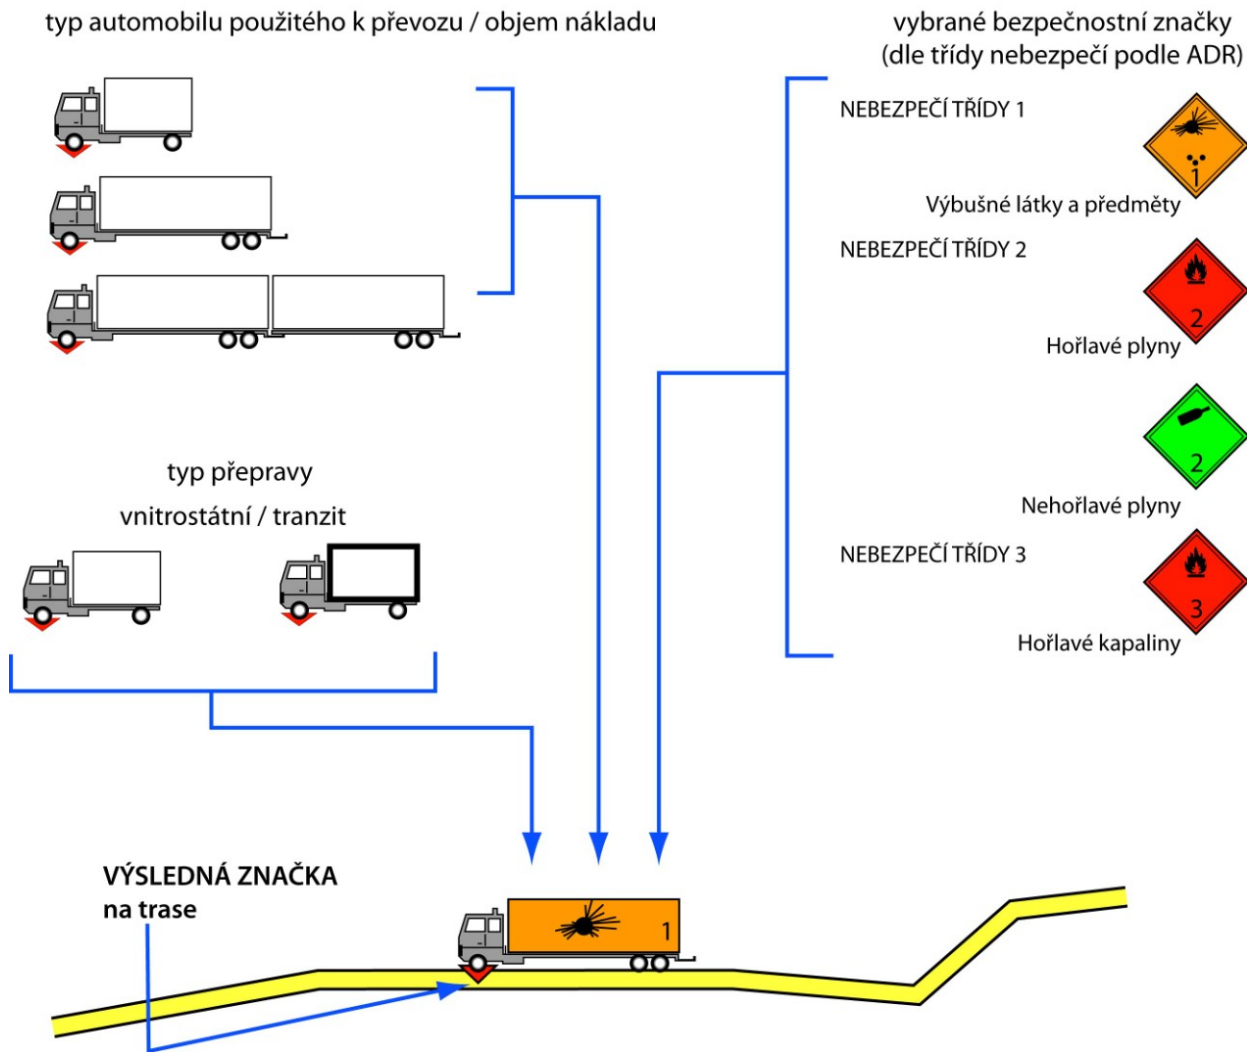 typ automobilu použitého k převozu / objem nákladu
vybrané bezpečnostní značky
(dle třídy nebezpečí podle ADR)
NEBEZPEČÍ TŘÍDY 1
1
Výbušné látky a předměty
NEBEZPEČÍ TŘÍDY 2
2
Hořlavé plyny
2
Nehořlavé plyny
NEBEZPEČÍ TŘÍDY 3
3
Hořlavé kapaliny
typ přepravy
vnitrostátní / tranzit
VÝSLEDNÁ ZNAČKA
na trase
1